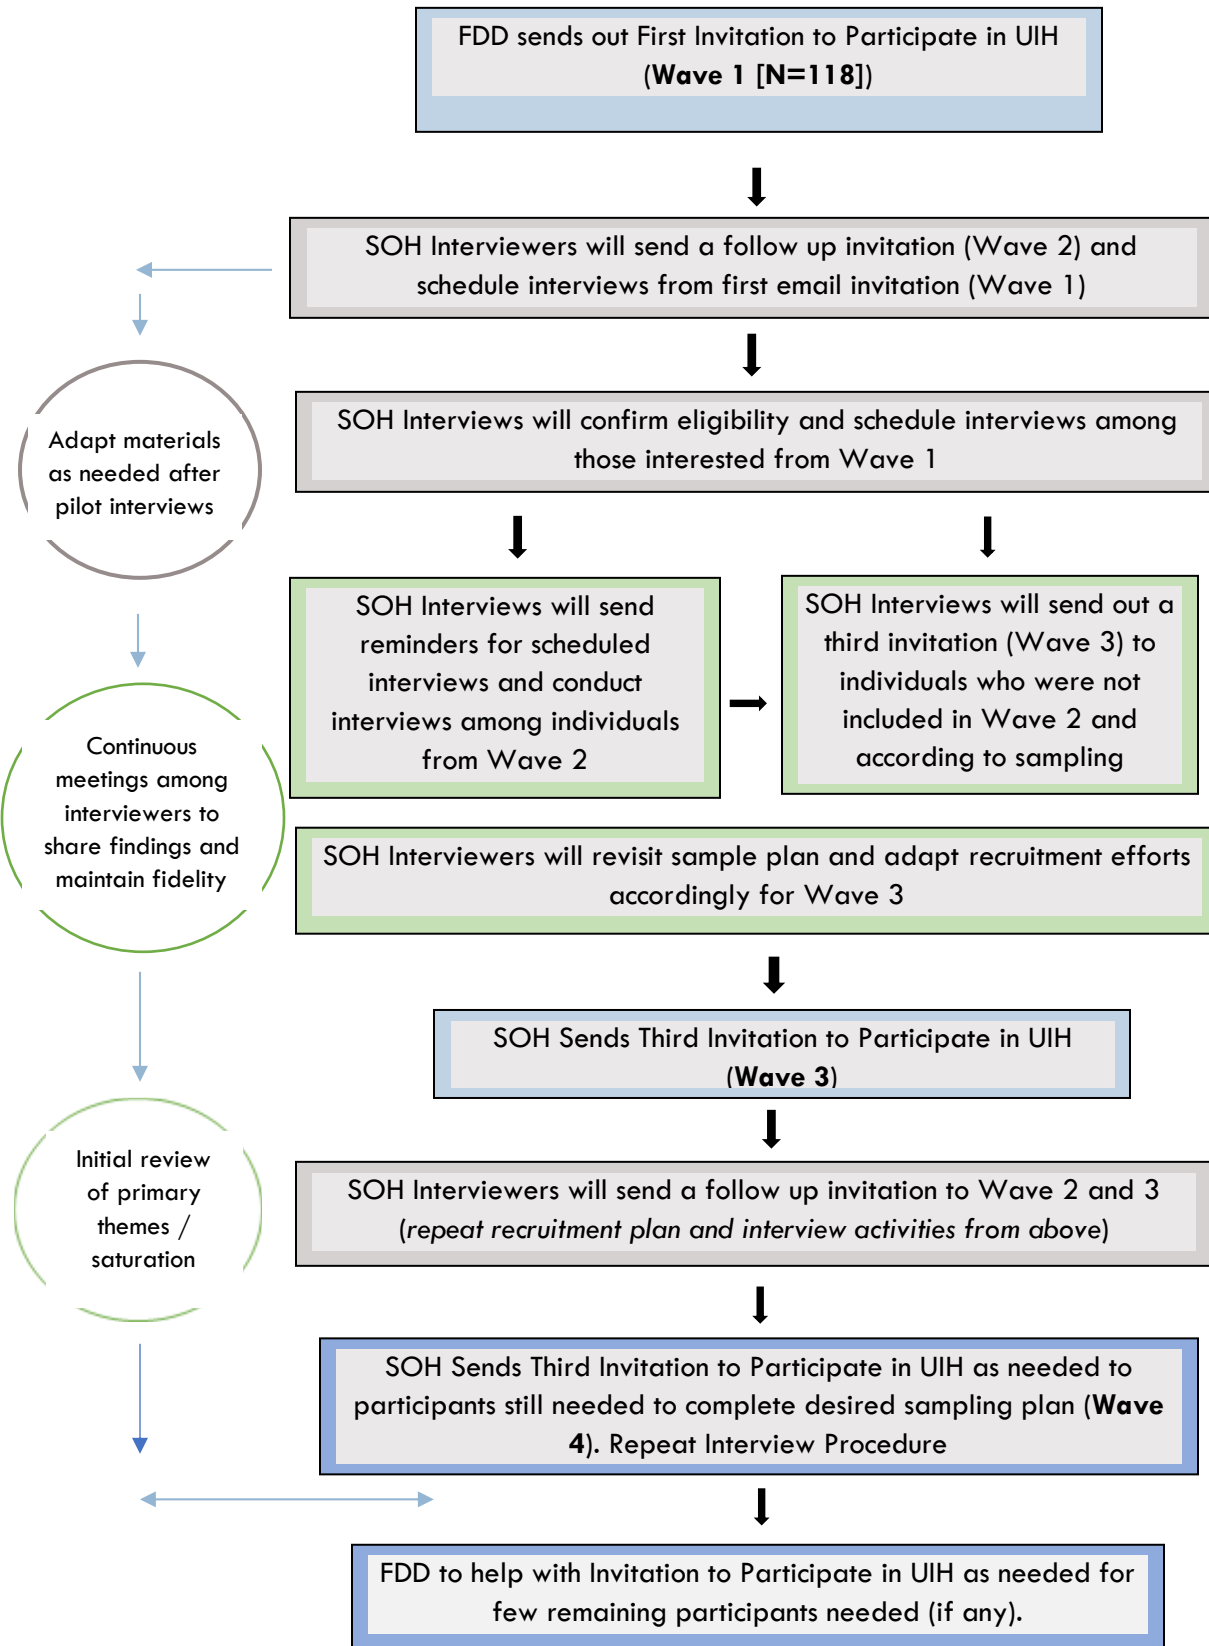 FDD sends out First Invitation to Participate in UIH
(Wave 1 [N=118])
SOH Interviewers will send a follow up invitation (Wave 2) and
schedule interviews from first email invitation (Wave 1)
SOH Interviews will confirm eligibility and schedule interviews among
those interested from Wave 1
Adapt materials
as needed after
pilot interviews
SOH Interviews will send
reminders for scheduled
interviews and conduct
interviews among individuals
from Wave 2
SOH Interviews will send out a
third invitation (Wave 3) to
individuals who were not
included in Wave 2 and
according to sampling
Continuous
meetings among
interviewers to
share findings and
maintain fidelity
SOH Interviewers will revisit sample plan and adapt recruitment efforts
accordingly for Wave 3
SOH Sends Third Invitation to Participate in UIH
(Wave 3)
Initial review
of primary
themes /
saturation
SOH Interviewers will send a follow up invitation to Wave 2 and 3
(repeat recruitment plan and interview activities from above)
SOH Sends Third Invitation to Participate in UIH as needed to
participants still needed to complete desired sampling plan (Wave
4). Repeat Interview Procedure
FDD to help with Invitation to Participate in UIH as needed for
few remaining participants needed (if any).